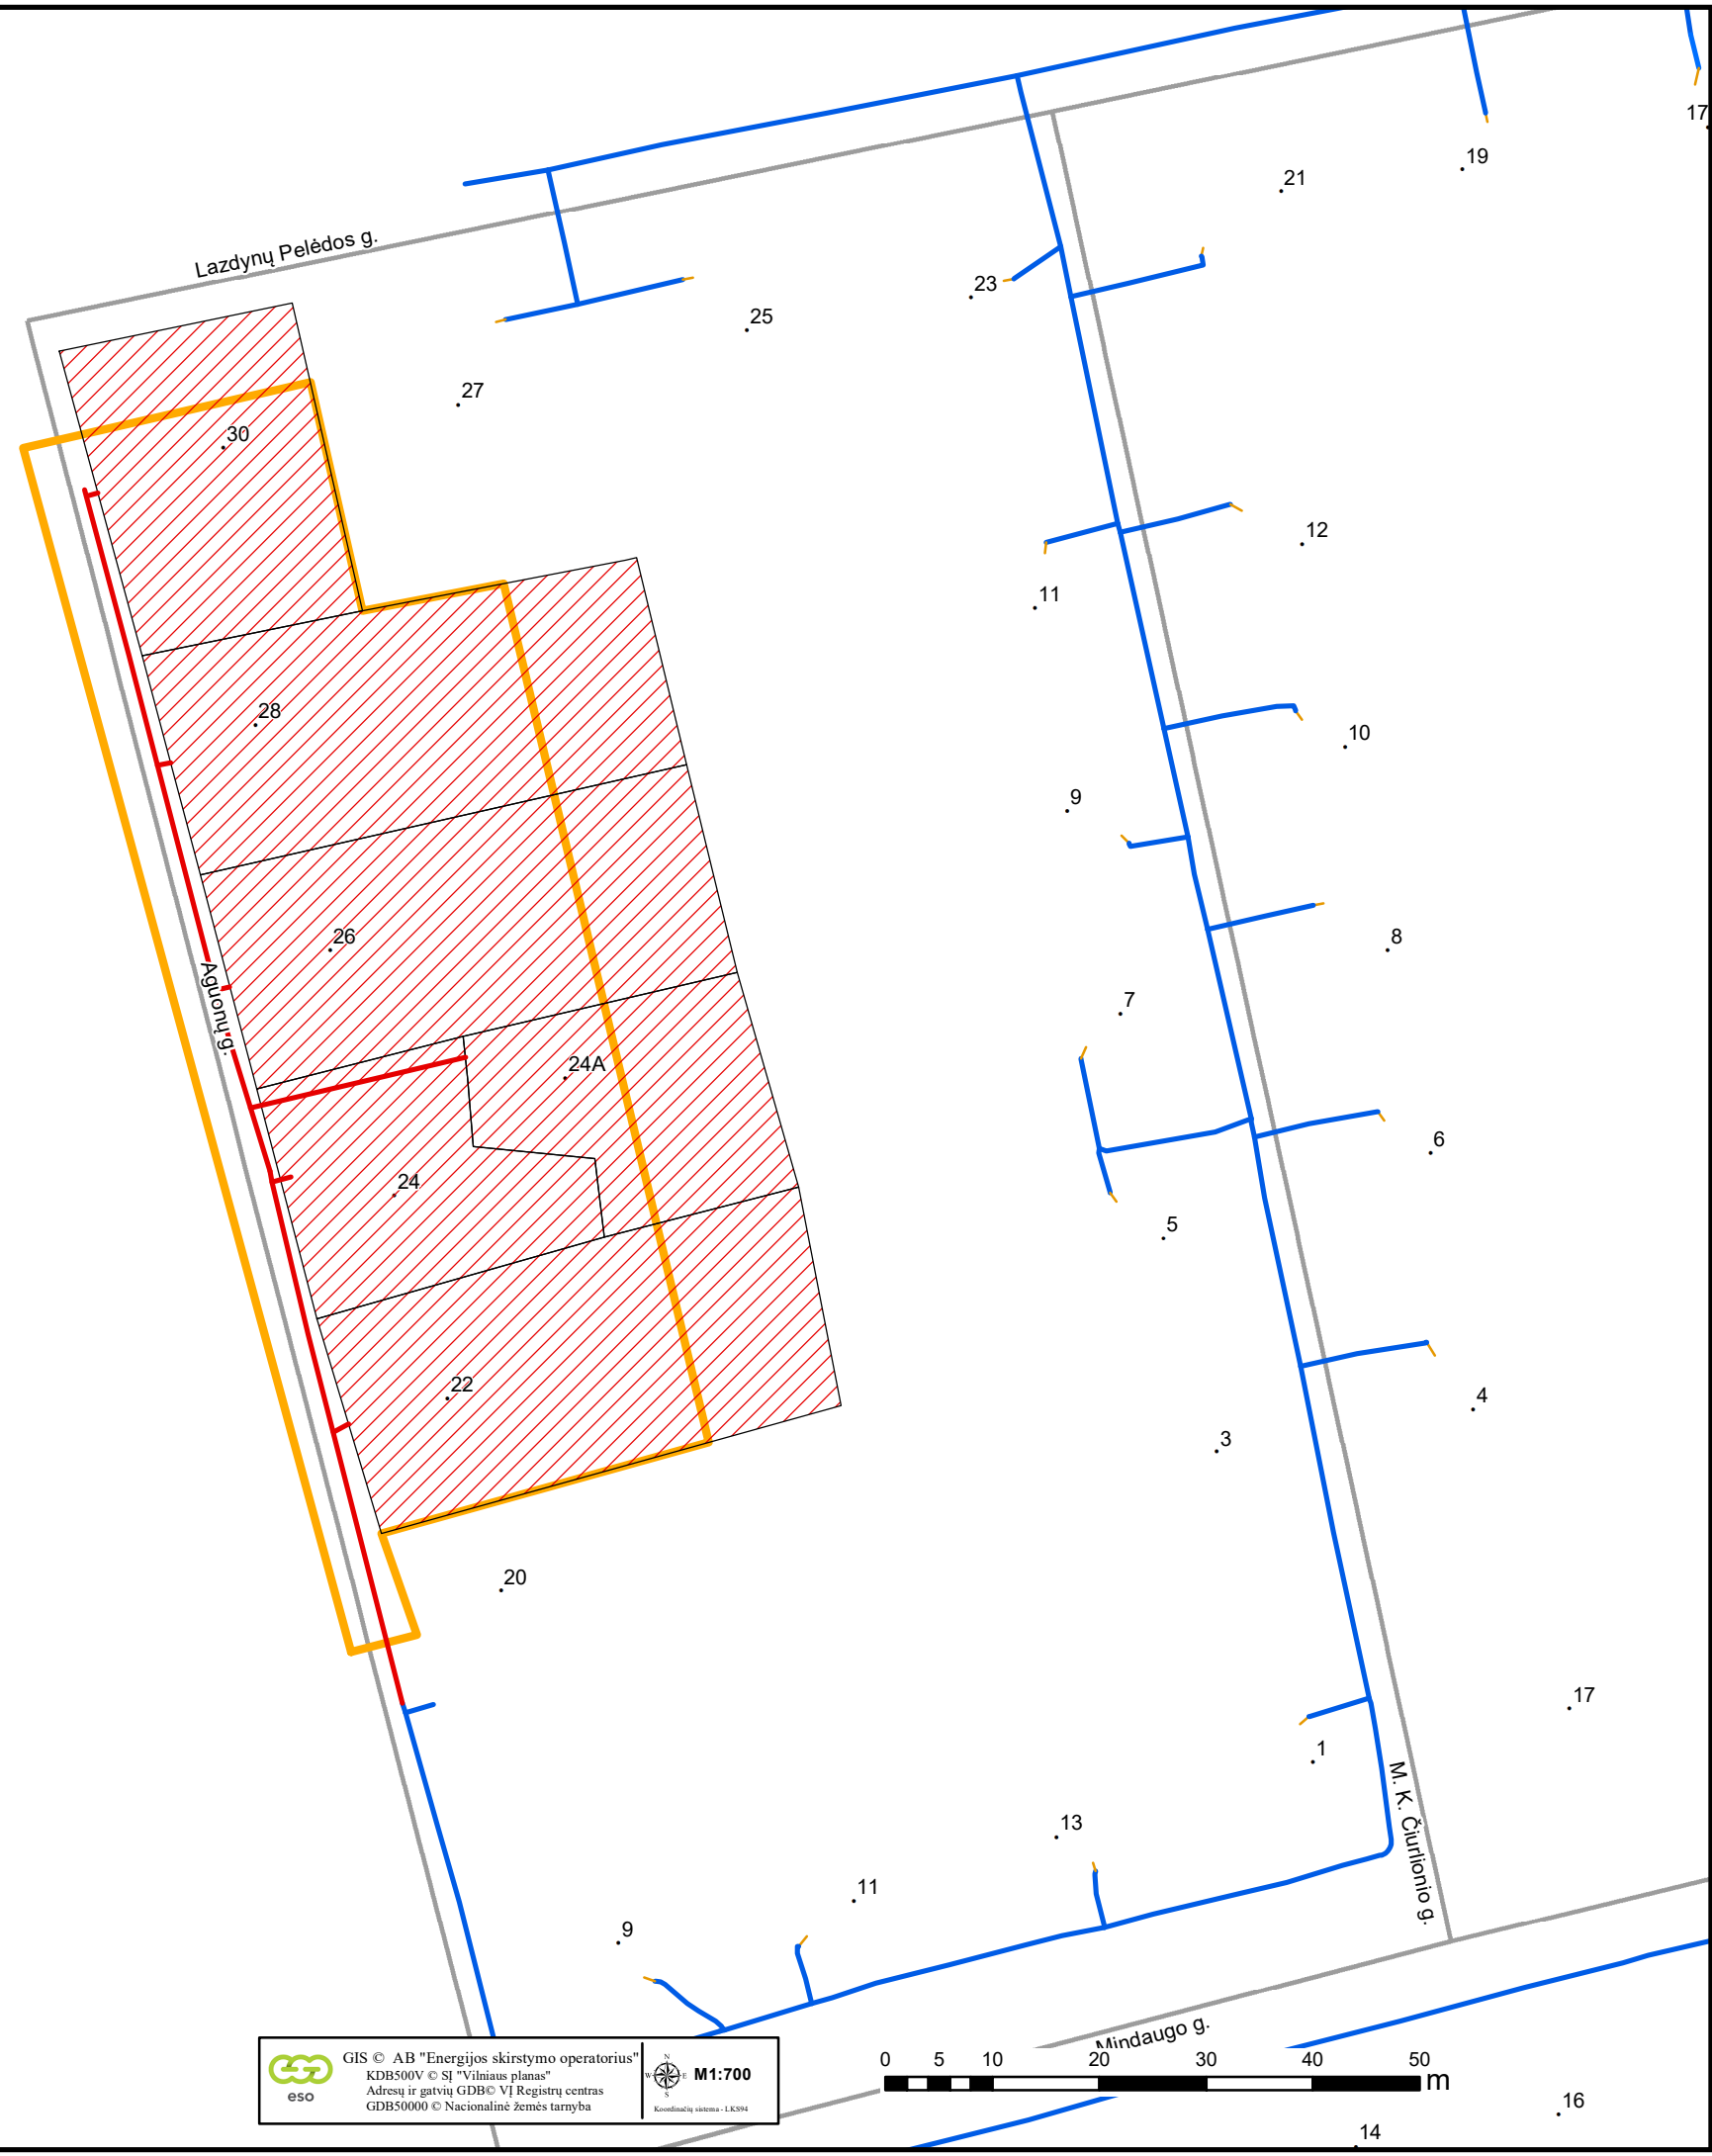 17
19
21
Lazdynų Pelėdos g.
23
25
27
30
12
11
28
10
9
26
8
Aguonų g.
7
24A
6
24
5
22
4
3
20
17
1
M. K. Čiurlionio g.
13
11
9
Mindaugo g.
GIS © AB "Energijos skirstymo operatorius"
KDB500V © SĮ "Vilniaus planas"
Adresų ir gatvių GDB© VĮ Registrų centras
GDB50000 © Nacionalinė žemės tarnyba
eso
N
W E
S
M1:700
Koordinačių sistema - LKS94
0 5 10 20 30 40 50
m
16
14